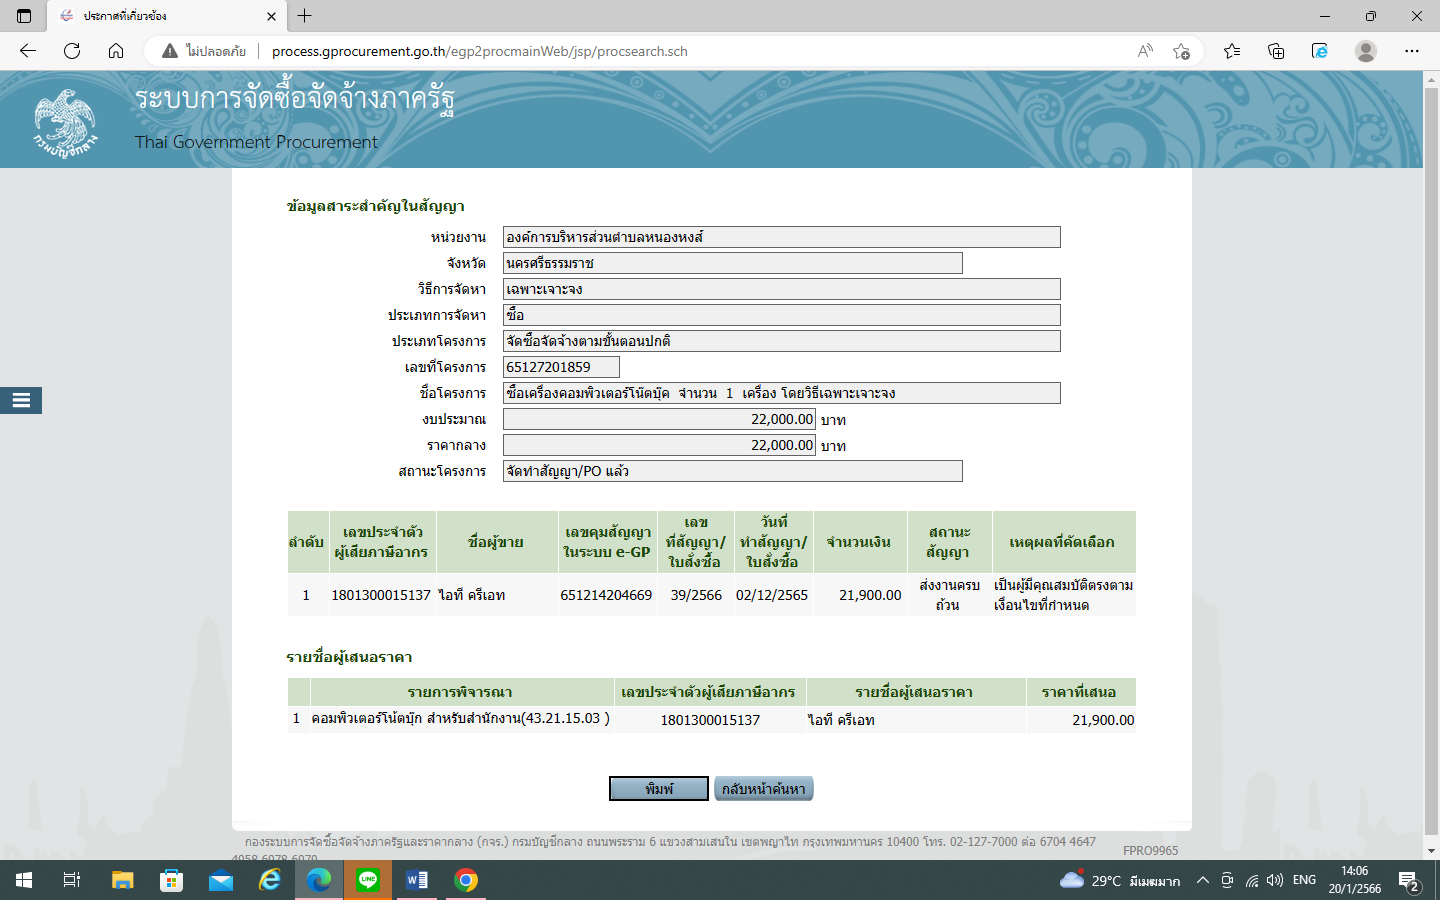 ประกาศที่เกี่ยวข้อง
ไม่ปลอดภัย
process.gprocurement.go.th/egp2procmainWeb/jsp/procsearch.sch
ระบบการจัดซื้อจัดจ้างภาครัฐ
Thai Government Procurement
กรมบัญชีกลาง
ข้อมูลสาระสำคัญในสัญญา
หน่วยงาน องค์การบริหารส่วนตำบลหนองหงส์
จังหวัด นครศรีธรรมราช
วิธีการจัดหา เฉพาะเจาะจง
ประเภทการจัดหา ซื้อ
ประเภทโครงการ จัดซื้อจัดจ้างตามขั้นตอนปกติ
เลขที่โครงการ 65127201859
ชื่อโครงการ ซื้อเครื่องคอมพิวเตอร์โน๊ตบุ๊ค จำนวน 1 เครื่อง โดยวิธีเฉพาะเจาะจง
งบประมาณ 22,000.00 บาท
ราคากลาง 22,000.00 บาท
สถานะโครงการ จัดทำสัญญา/PO แล้ว
ลำดับ เลขประจำตัวผู้เสียภาษีอากร ชื่อผู้ขาย เลขคุมสัญญาในระบบ e-GP เลขที่สัญญา/ใบสั่งซื้อ วันที่ทำสัญญา/ใบสั่งซื้อ จำนวนเงิน สถานะสัญญา เหตุผลที่คัดเลือก
1 1801300015137 ไอที ครีเอท 651214204669 39/2566 02/12/2565 21,900.00 ส่งงานครบถ้วน เป็นผู้มีคุณสมบัติตรงตามเงื่อนไขที่กำหนด
รายชื่อผู้เสนอราคา
รายการพิจารณา เลขประจำตัวผู้เสียภาษีอากร รายชื่อผู้เสนอราคา ราคาที่เสนอ
1 คอมพิวเตอร์โน้ตบุ๊ก สำหรับสำนักงาน(43.21.15.03 ) 1801300015137 ไอที ครีเอท 21,900.00
พิมพ์ กลับหน้าค้นหา
กองระบบการจัดซื้อจัดจ้างภาครัฐและราคากลาง (กจร.) กรมบัญชีกลาง ถนนพระราม 6 แขวงสามเสนใน เขตพญาไท กรุงเทพมหานคร 10400 โทร. 02-127-7000 ต่อ 6704 4647
FPRO9965
29°C มีเมฆมาก
ENG
14:06
20/1/2566
2